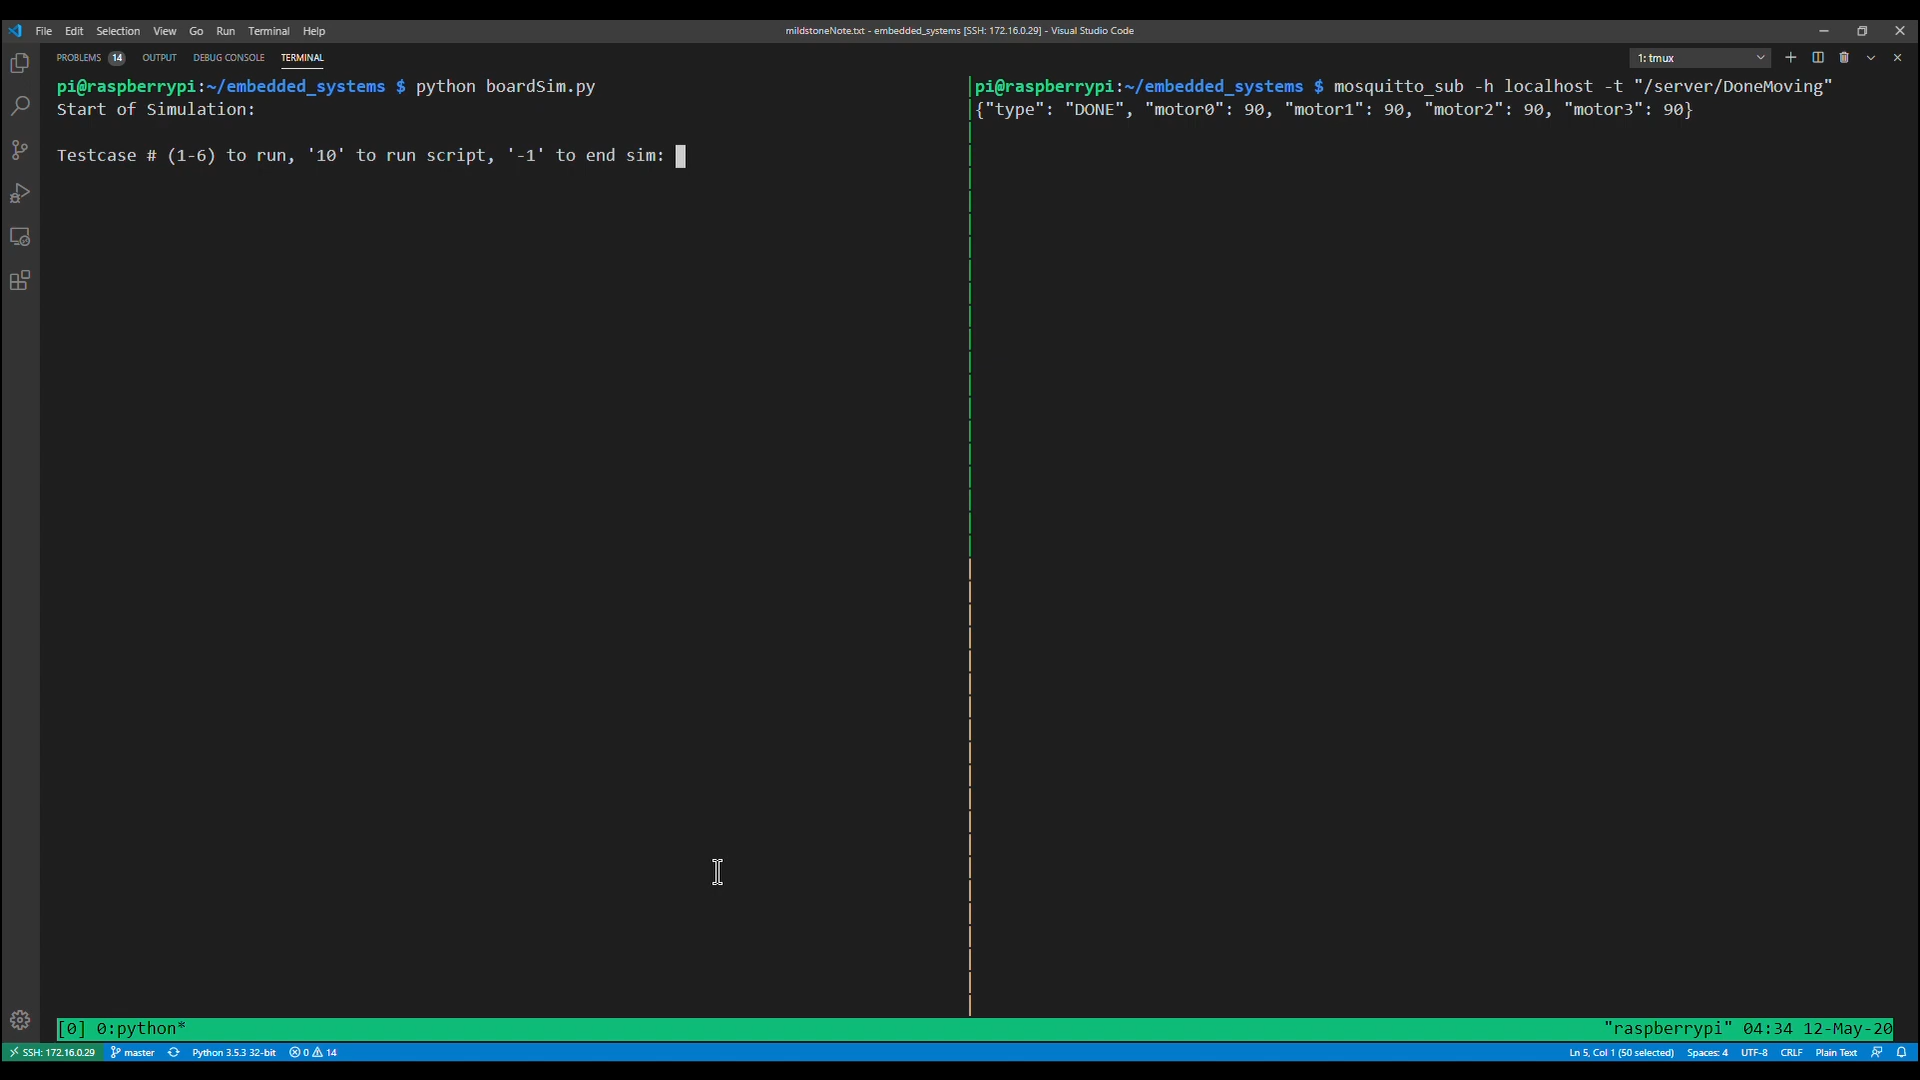 File Edit Selection View Go Run Terminal Help
mildstoneNote.txt - embedded_systems [SSH: 172.16.0.29] - Visual Studio Code
PROBLEMS 14 OUTPUT DEBUG CONSOLE TERMINAL
1: tmux
pi@raspberrypi:~/embedded_systems $ python boardSim.py
Start of Simulation:
Testcase # (1-6) to run, '10' to run script, '-1' to end sim:
pi@raspberrypi:~/embedded_systems $ mosquitto_sub -h localhost -t "/server/DoneMoving"
{"type": "DONE", "motor0": 90, "motor1": 90, "motor2": 90, "motor3": 90}
[0] 0:python*
"raspberrypi" 04:34 12-May-20
SSH: 172.16.0.29 master Python 3.5.3 32-bit 0 14
Ln 5, Col 1 (50 selected) Spaces: 4 UTF-8 CRLF Plain Text